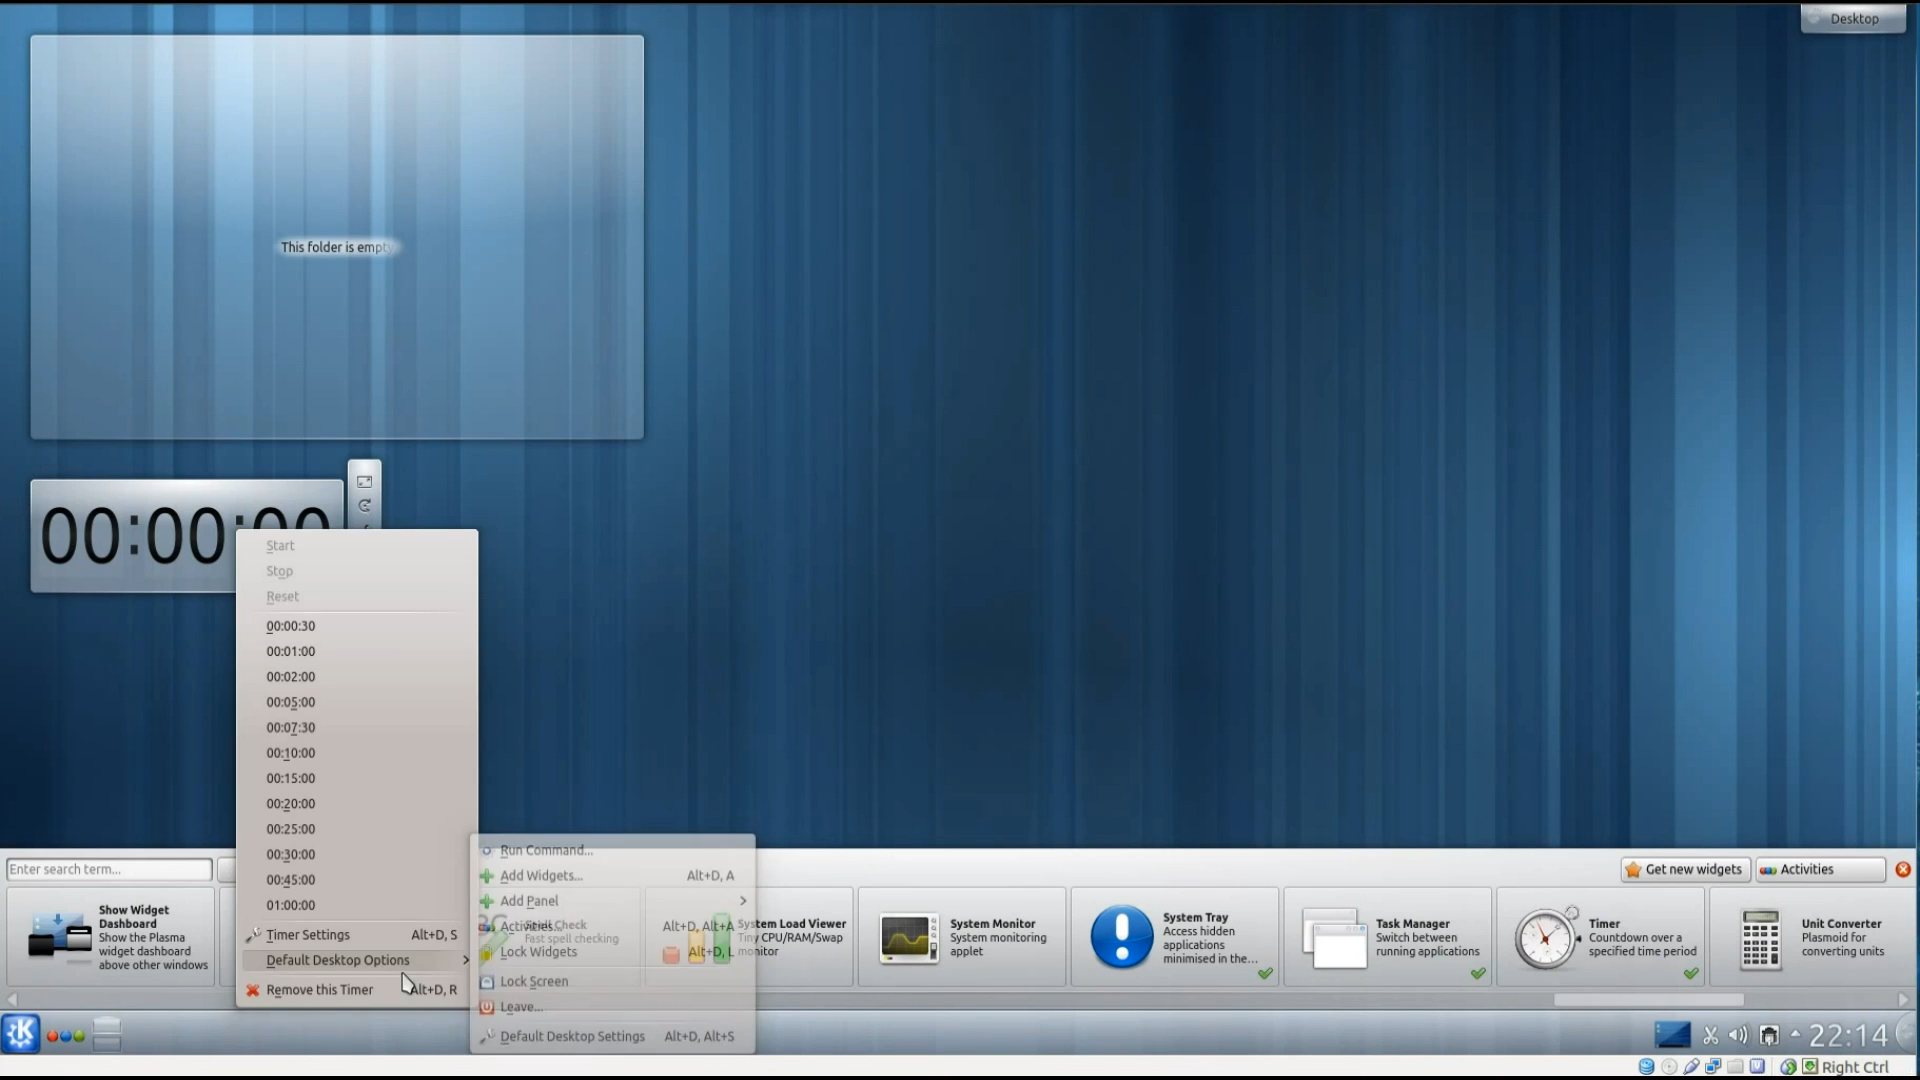 Desktop
This folder is empty
00:00:00
Start
Stop
Reset
00:00:30
00:01:00
00:02:00
00:05:00
00:07:30
00:10:00
00:15:00
00:20:00
00:25:00
00:30:00
00:45:00
01:00:00
Timer Settings Alt+D, S
Default Desktop Options
Remove this Timer Alt+D, R
Run Command...
Add Widgets... Alt+D, A
Add Panel
Activities... Alt+D, Alt+A
Lock Widgets Alt+D, L
Lock Screen
Leave...
Default Desktop Settings Alt+D, Alt+S
Enter search term...
Get new widgets
Activities
Show Widget
Dashboard
Show the Plasma
widget dashboard
above other windows
Spell Check
Fast spell checking
System Load Viewer
Tiny CPU/RAM/Swap
monitor
System Monitor
System monitoring
applet
System Tray
Access hidden
applications
minimised in the...
Task Manager
Switch between
running applications
Timer
Countdown over a
specified time period
Unit Converter
Plasmoid for
converting units
22:14
Right Ctrl